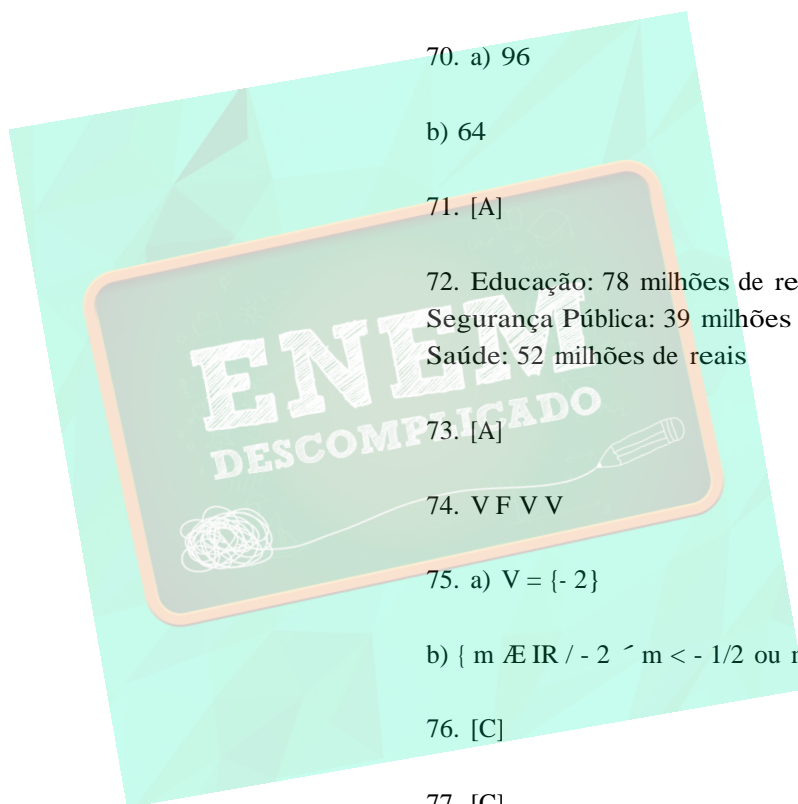 70. a) 96
b) 64
71. [A]
72. Educação: 78 milhões de
Segurança Pública: 39 milhões
Saúde: 52 milhões de reais
ENEM
DESCOMPLICADO
73. [A]
74. V F V V
75. a) V = {- 2}
b) { m Æ IR / - 2 ´ m < - 1/2 ou
76. [C]
77. [C]